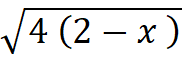 √4 (2 − x )